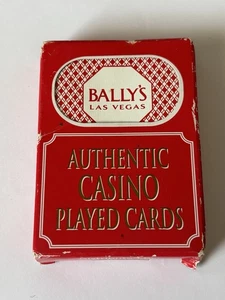 BALLY'S
LAS VEGAS
AUTHENTIC
CASINO
PLAYED CARDS